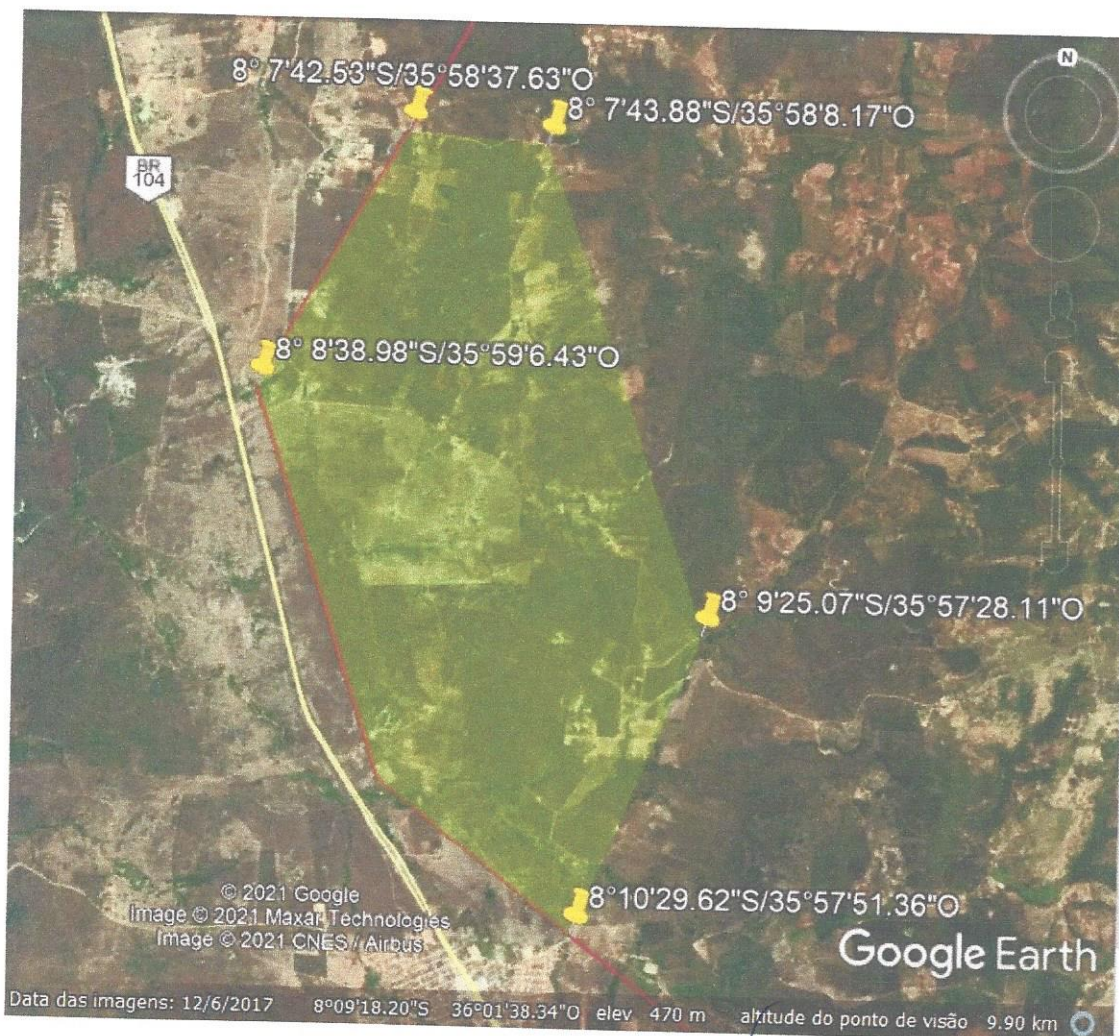 N
8° 7'42.53"S/35°58'37.63"O
8° 7'43.88"S/35°58'8.17"O
BR
104
8° 8'38.98"S/35°59'6.43"O
8° 9'25.07"S/35°57'28.11"O
8°10'29.62"S/35°57'51.36"O
© 2021 Google
Image © 2021 Maxar Technologies
Image © 2021 CNES / Airbus
Google Earth
Data das imagens: 12/6/2017 8°09'18.20"S 36°01'38.34"O elev 470 m altitude do ponto de visão 9.90 km